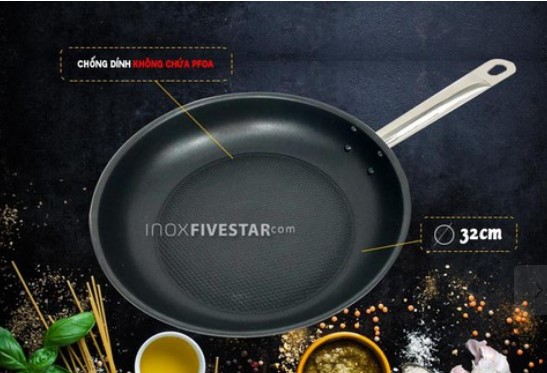 CHỐNG DÍNH KHÔNG CHỨA PFOA
INOXFIVESTAR.com
32cm